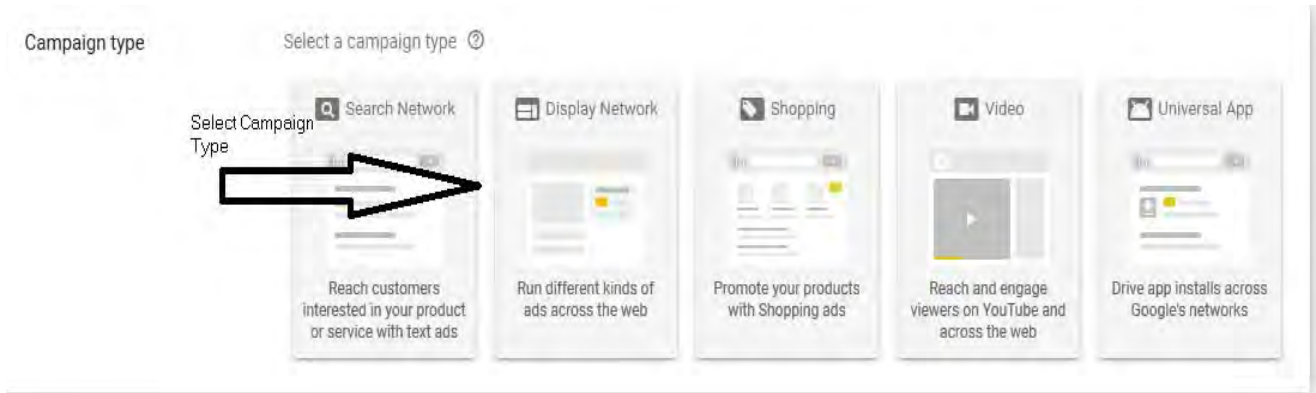 Campaign type
Select a campaign type
Select Campaign
Type
Search Network
Reach customers
interested in your product
or service with text ads
Display Network
Run different kinds of
ads across the web
Shopping
Promote your products
with Shopping ads
Video
Reach and engage
viewers on YouTube and
across the web
Universal App
Drive app installs across
Google's networks